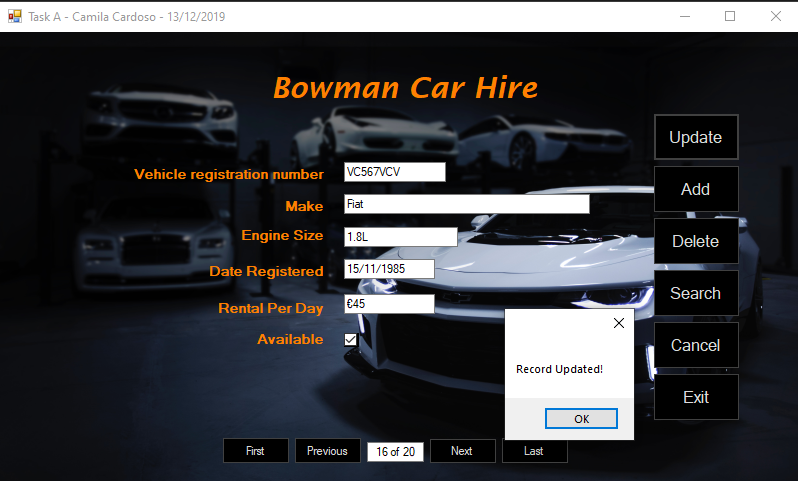 Task A - Camila Cardoso - 13/12/2019
Bowman Car Hire
Vehicle registration number VC567VCV
Make Fiat
Engine Size 1.8L
Date Registered 15/11/1985
Rental Per Day €45
Available
Update
Add
Delete
Search
Cancel
Exit
Record Updated!
OK
First Previous 16 of 20 Next Last